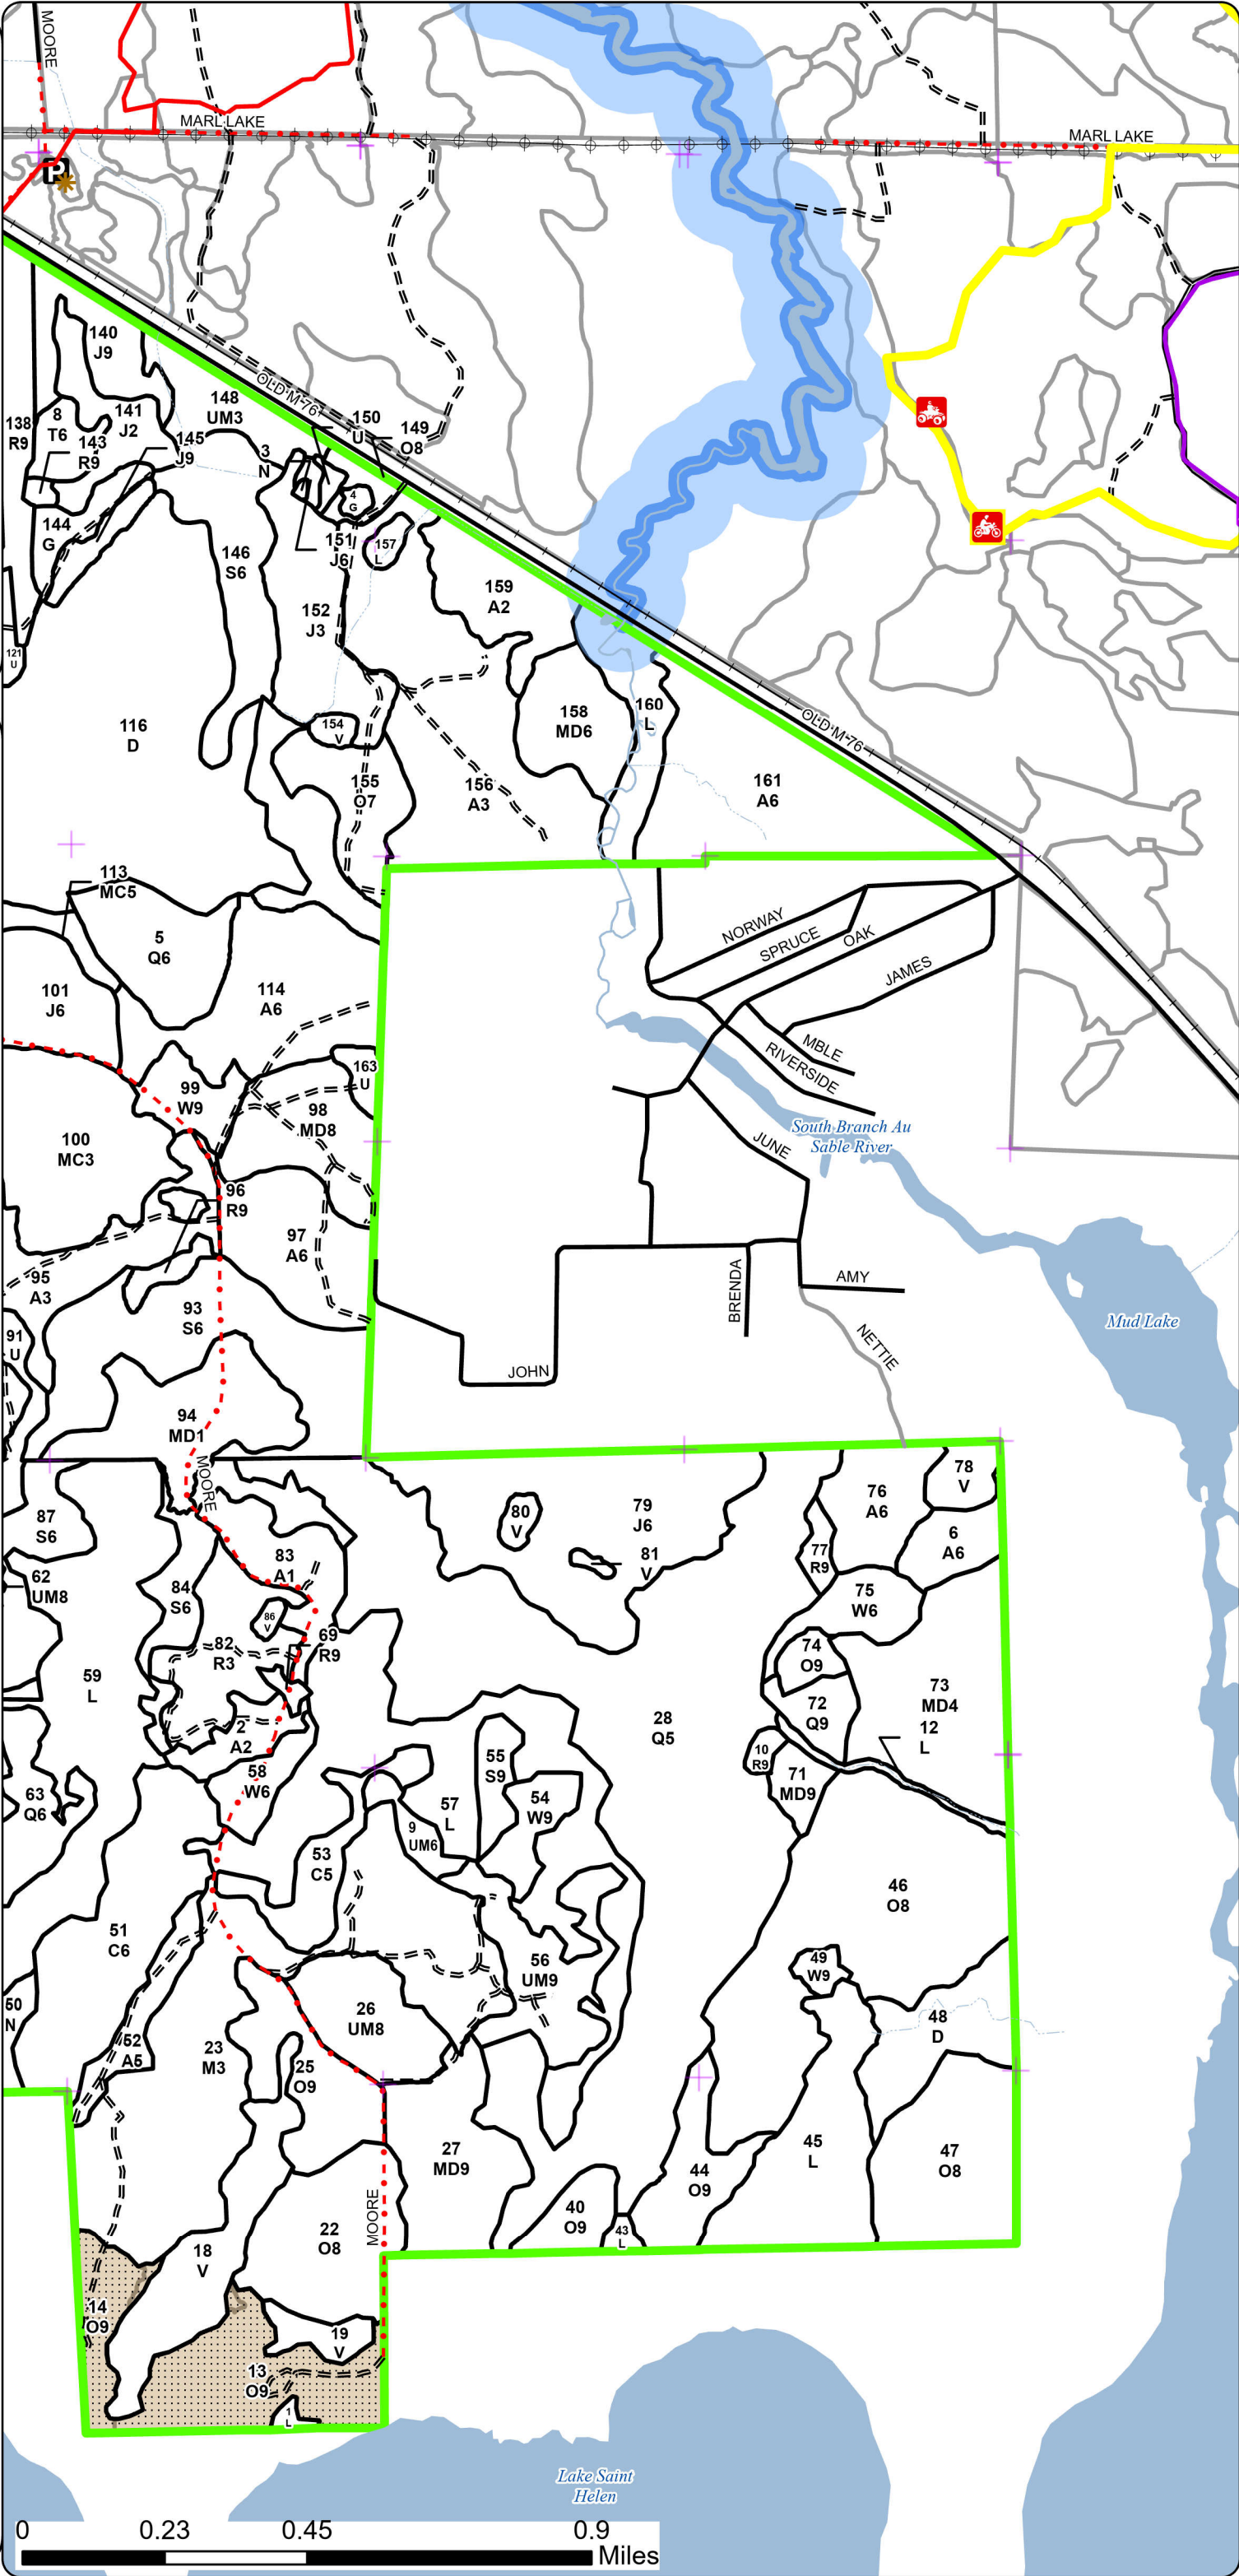 MOORE
MARL LAKE
MARL LAKE
P
140
J9
138
R9
8
T6
141
J2
143
R9
148
UM3
OLD M-76
145
J9
150
U
149
O8
3
N
4
G
144
G
146
S6
151
J6
157
L
159
A2
152
J3
121
U
116
D
154
V
158
MD6
160
L
OLD M-76
155
O7
156
A3
161
A6
113
MC5
5
Q6
NORWAY
SPRUCE
OAK
JAMES
101
J6
114
A6
MBLE
RIVERSIDE
163
U
99
W9
98
MD8
100
MC3
JUNE
South Branch Au
Sable River
96
R9
97
A6
95
A3
93
S6
BRENDA
AMY
Mud Lake
91
U
JOHN
NETTIE
94
MD1
MOORE
78
V
76
A6
87
S6
80
V
79
J6
6
A6
81
V
77
R9
83
A1
62
UM8
84
S6
75
W6
86
V
82
R3
69
R9
74
O9
59
L
73
MD4
72
Q9
12
L
28
Q5
2
A2
10
R9
55
S9
58
W6
71
MD9
63
Q6
57
L
54
W9
9
UM6
53
C5
46
O8
51
C6
49
W9
56
UM9
50
N
26
UM8
48
D
52
A5
23
M3
25
O9
27
MD9
45
L
47
O8
44
O9
MOORE
40
O9
43
L
22
O8
18
V
14
O9
19
V
13
O9
1
L
Lake Saint
Helen
0 0.23 0.45 0.9
Miles